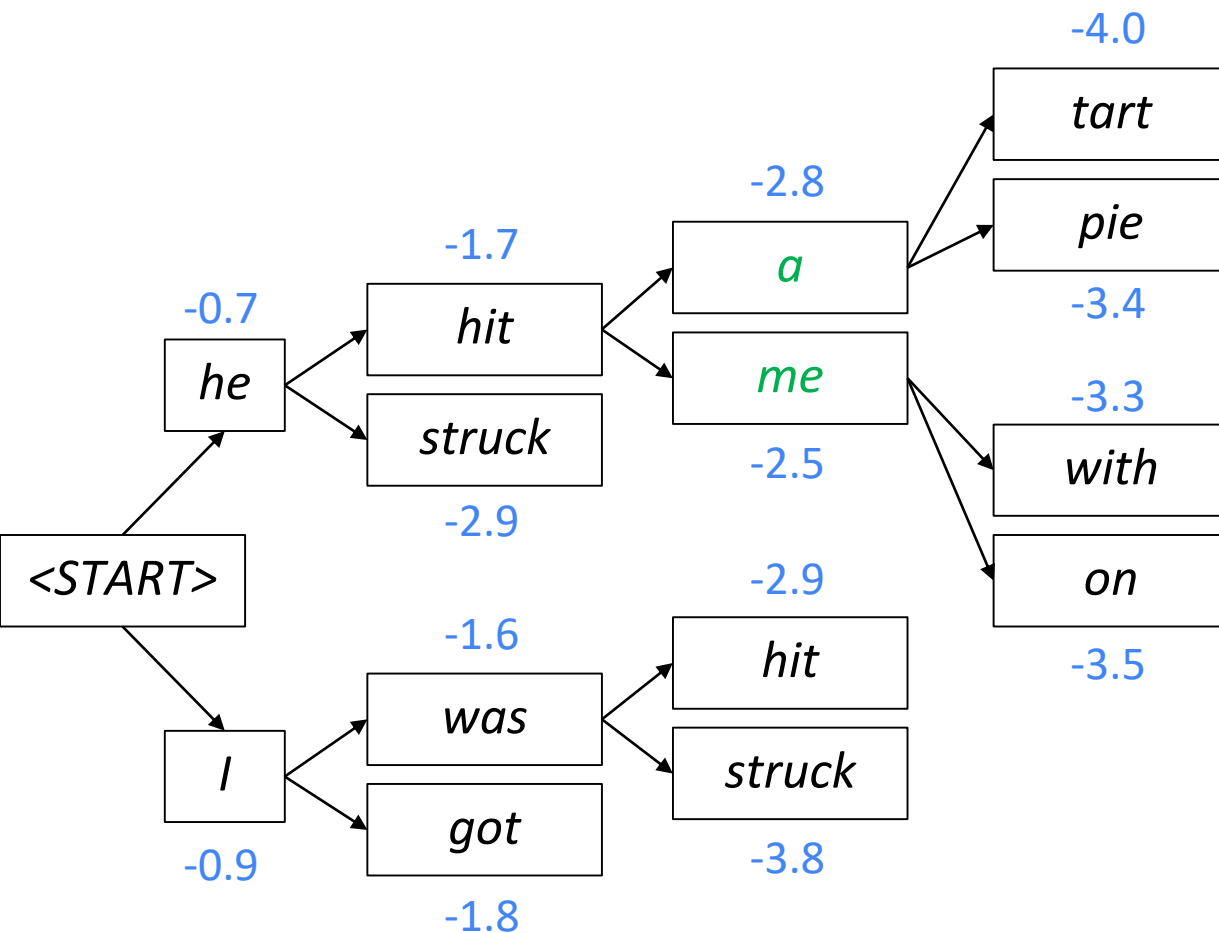 -4.0
tart
-2.8
pie
-1.7
a
-3.4
-0.7
hit
he
me
-3.3
struck
-2.5
with
-2.9
<START>
-2.9
on
-1.6
hit
-3.5
was
I
struck
got
-0.9
-3.8
-1.8